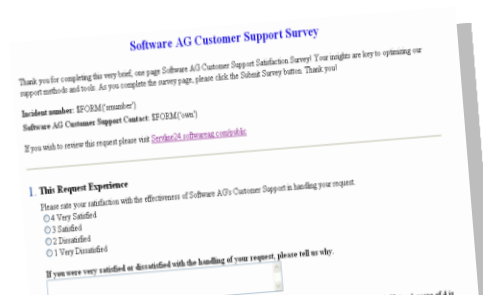 Software AG Customer Support Survey
Thank you for completing this very brief, one page Software AG Customer Support Satisfaction Survey! Your insights are key to optimizing our
support methods and tools. As you complete the survey page, please click the Submit Survey button. Thank you!
Incident number: $FORM('srnumber')
Software AG Customer Support Contact: $FORM('own')
If you wish to review this request please visit Service24.softwareag.com/public
1. This Request Experience
Please rate your satisfaction with the effectiveness of Software AG's Customer Support in handling your request.
4 Very Satisfied
3 Satisfied
2 Dissatisfied
1 Very Dissatisfied
If you were very satisfied or dissatisfied with the handling of your request, please tell us why.